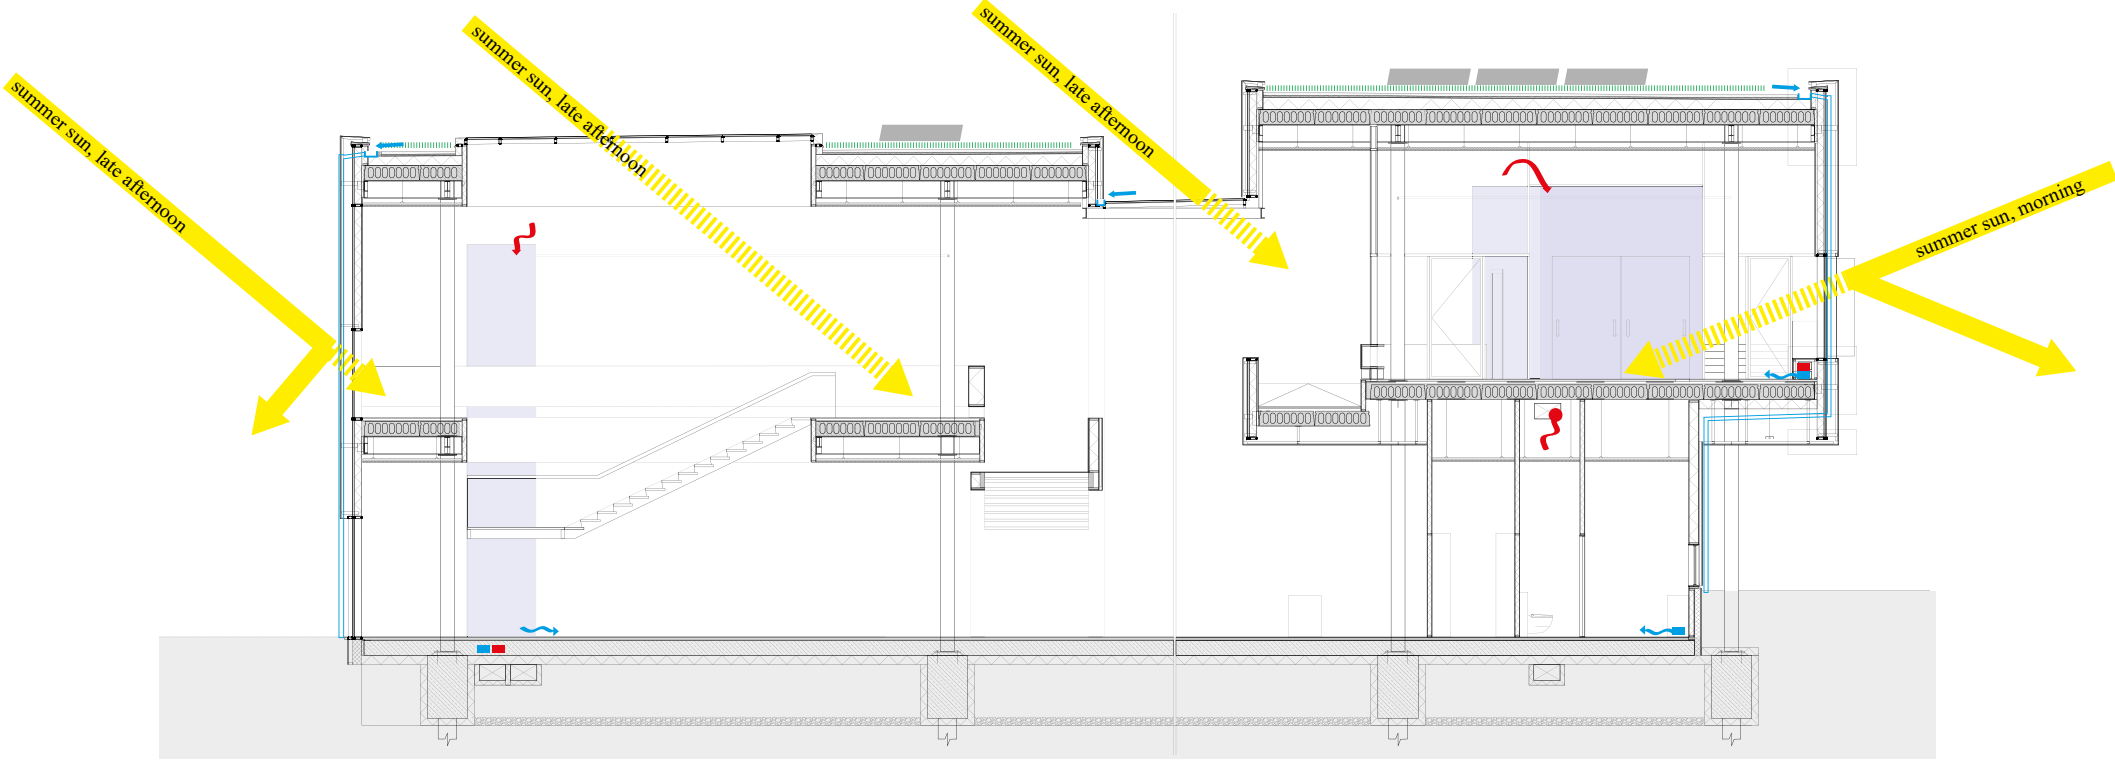 summer sun, late afternoon
summer sun, late afternoon
summer sun, late afternoon
summer sun, morning